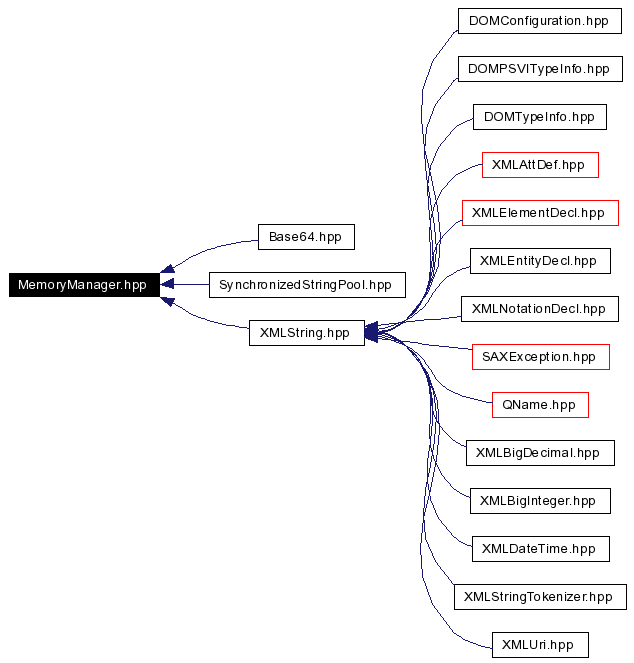 DOMConfiguration.hpp
DOMPSVITypeInfo.hpp
DOMTypeInfo.hpp
XMLAttDef.hpp
XMLElementDecl.hpp
Base64.hpp
XMLEntityDecl.hpp
MemoryManager.hpp
SynchronizedStringPool.hpp
XMLNotationDecl.hpp
XMLString.hpp
SAXException.hpp
QName.hpp
XMLBigDecimal.hpp
XMLBigInteger.hpp
XMLDateTime.hpp
XMLStringTokenizer.hpp
XMLUri.hpp